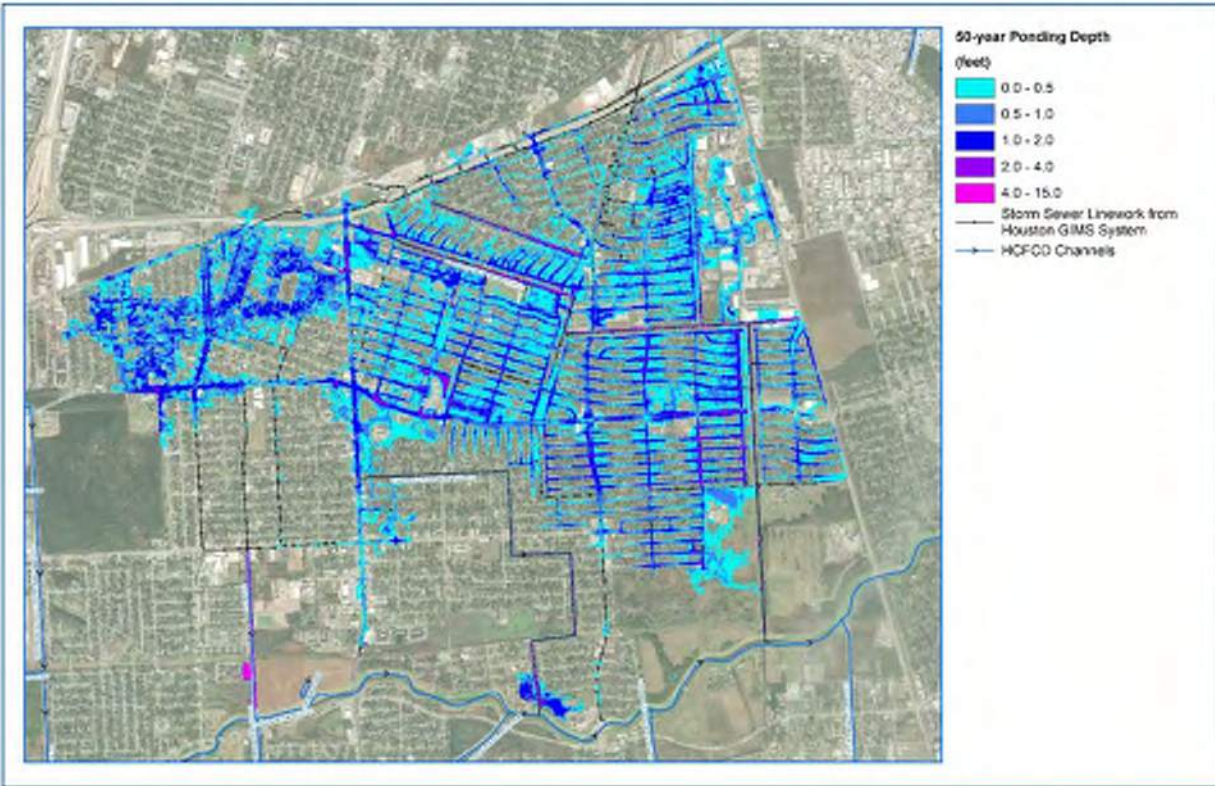 50-year Ponding Depth
(feet)
0.0 - 0.5
0.5 - 1.0
1.0 - 2.0
2.0 - 4.0
4.0 - 15.0
Storm Sewer Linework from
Houston GIMS System
HCFCD Channels